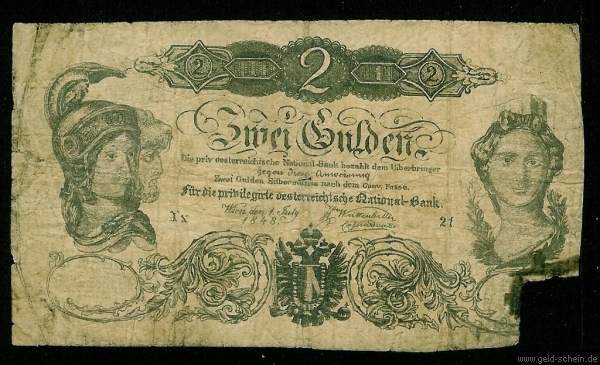 2
2 2
Zwei Gulden
Die priv oesterreichische National-Bank bezahlt dem Ueberbringer
gegen diese Anweisung
Zwei Gulden Silbermünze nach dem Conv. Fusse.
Für die privilegirte oesterreichische National-Bank.
Wien den 1. July
1848.
Yx 21
www.geld-schein.de